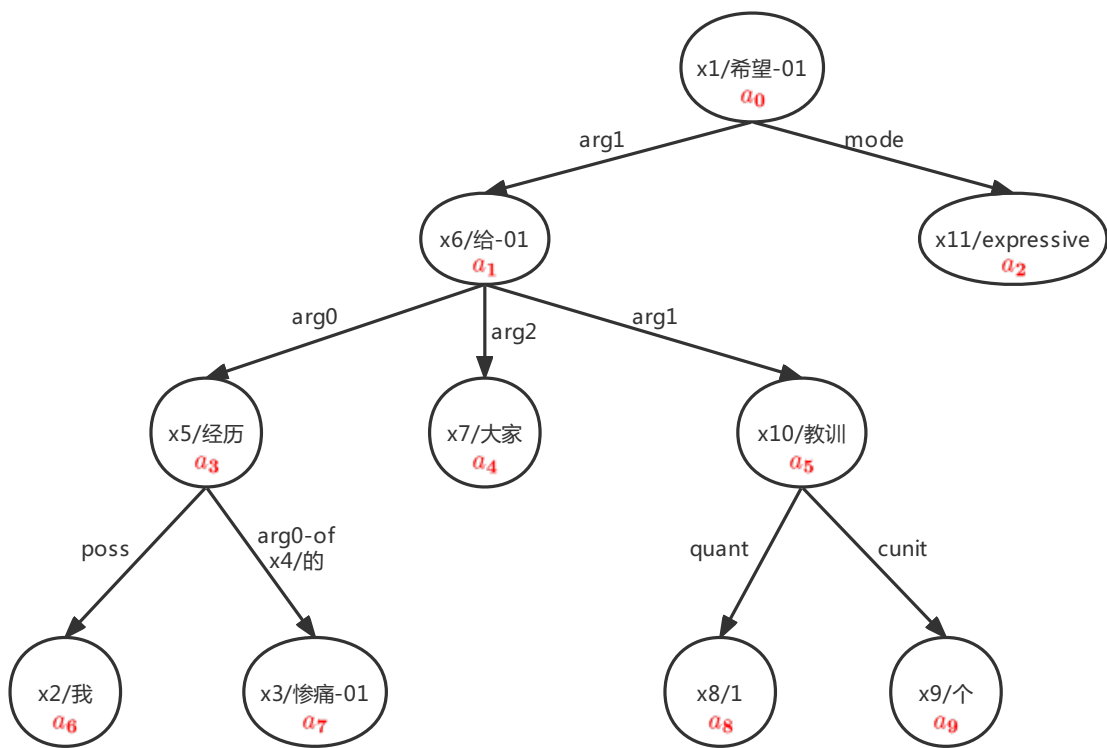 x1/希望-01
a0
arg1
mode
x6/给-01
a1
x11/expressive
a2
arg0
arg2
arg1
x5/经历
a3
x7/大家
a4
x10/教训
a5
poss
arg0-of
x4/的
quant
cunit
x2/我
a6
x3/惨痛-01
a7
x8/1
a8
x9/个
a9